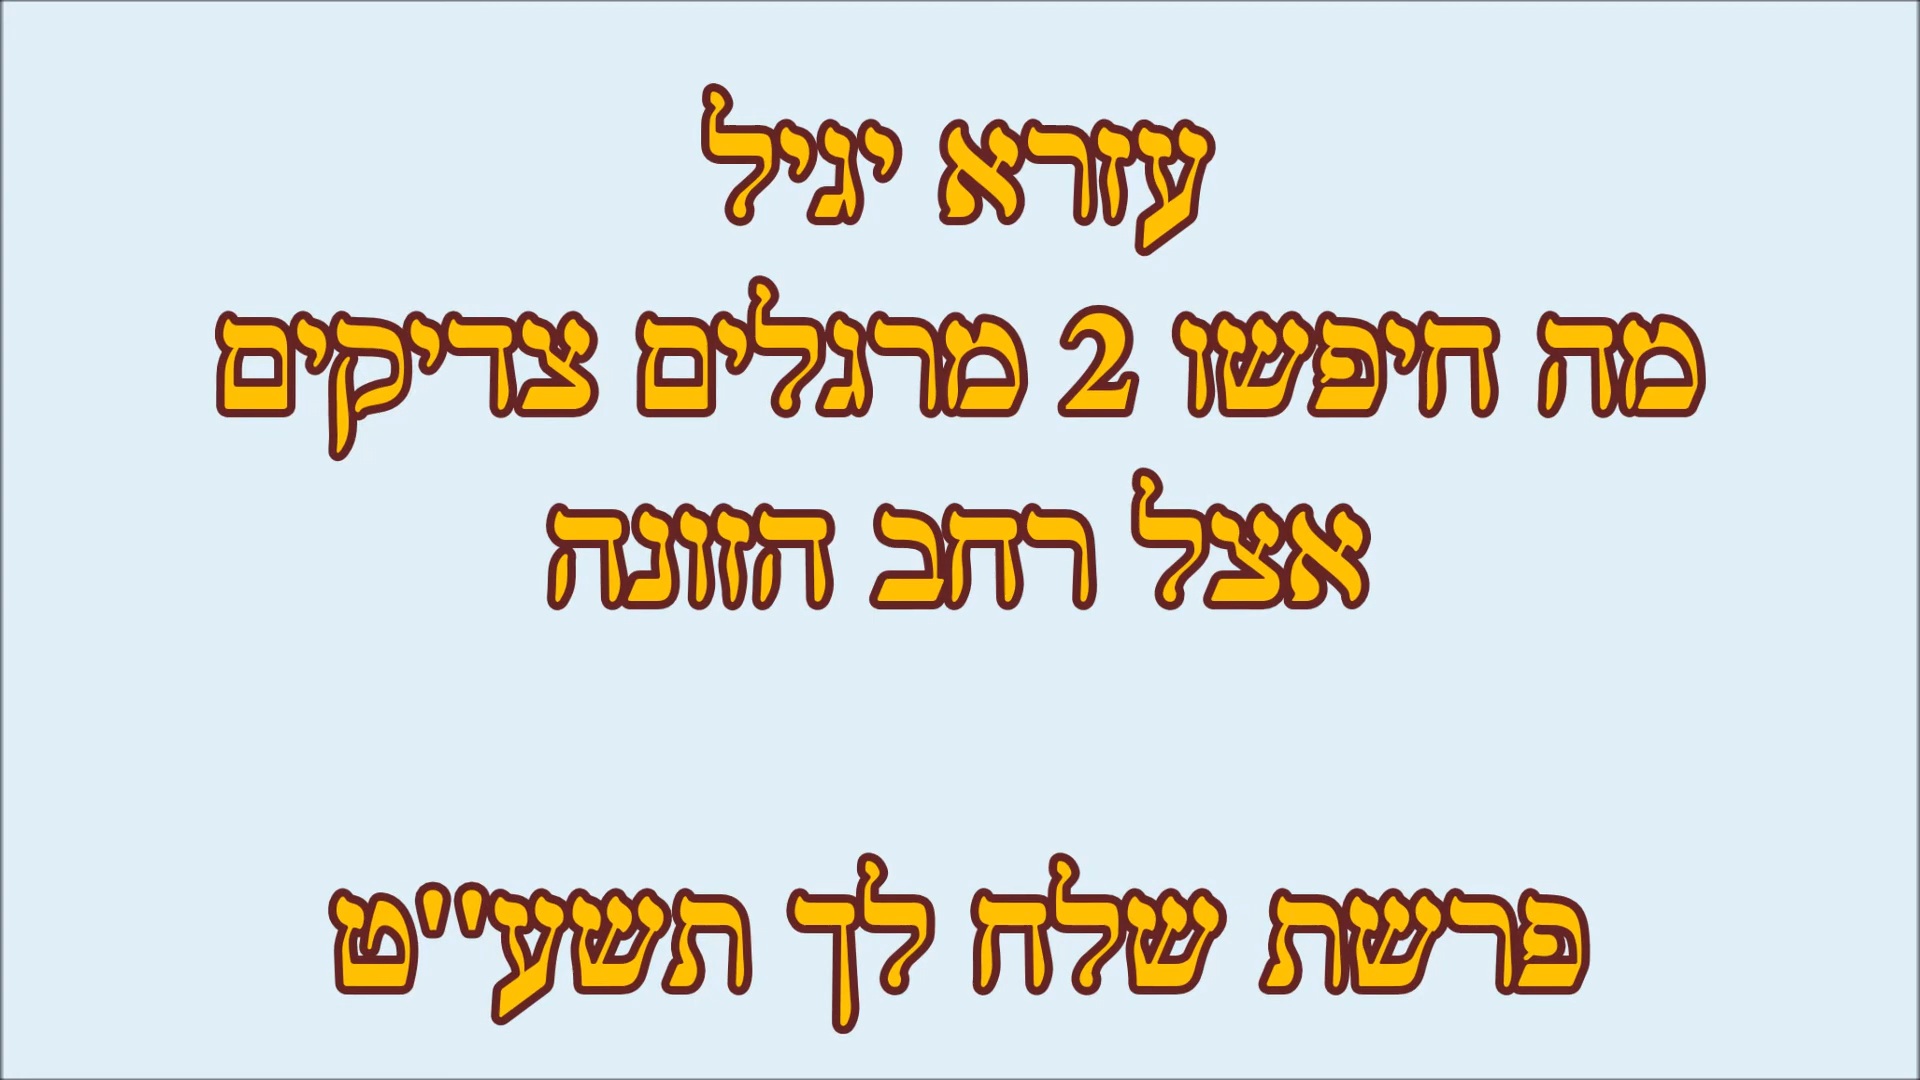 עזרא יגיל
מה חיפשו 2 מרגלים צדיקים
אצל רחב הזונה
פרשת שלח לך תשע''ט